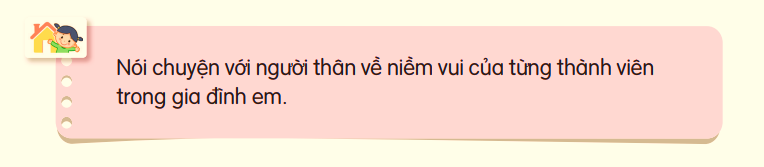 Nói chuyện với người thân về niềm vui của từng thành viên
trong gia đình em.